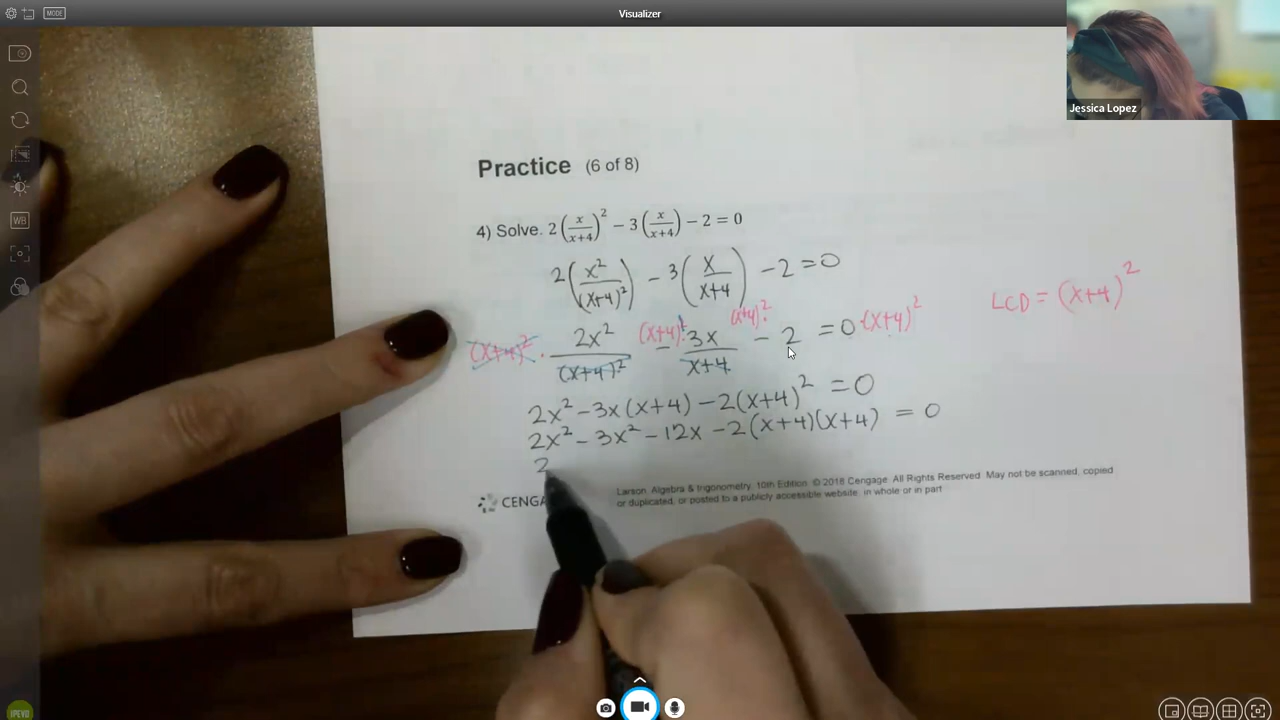 MODE
Visualizer
Jessica Lopez
WB
Practice (6 of 8)
4) Solve. 2(x/(x+4))² − 3(x/(x+4)) − 2 = 0
2(x²/(x+4)²) − 3(x/(x+4)) − 2 = 0
LCD = (x+4)²
(x+4)² · 2x²/(x+4)² − (x+4)² · 3x/(x+4) − (x+4)² · 2 = 0 · (x+4)²
2x² − 3x(x+4) − 2(x+4)² = 0
2x² − 3x² − 12x − 2(x+4)(x+4) = 0
2
CENGA
Larson, Algebra & Trigonometry, 10th Edition. © 2018 Cengage. All Rights Reserved. May not be scanned, copied
or duplicated, or posted to a publicly accessible website, in whole or in part.